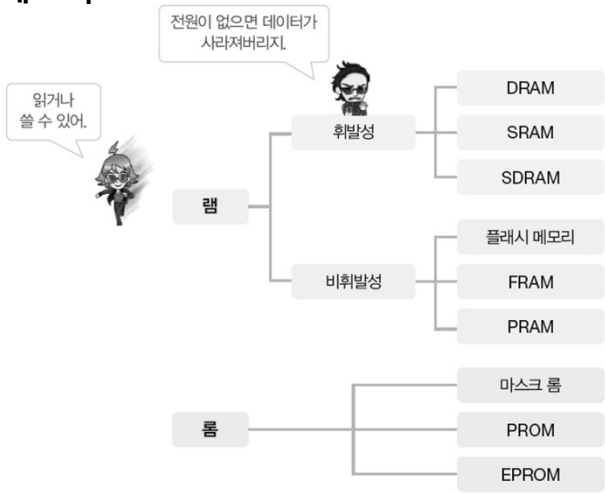 전원이 없으면 데이터가
사라져버리지.
읽거나
쓸 수 있어.
램
휘발성
DRAM
SRAM
SDRAM
비휘발성
플래시 메모리
FRAM
PRAM
롬
마스크 롬
PROM
EPROM